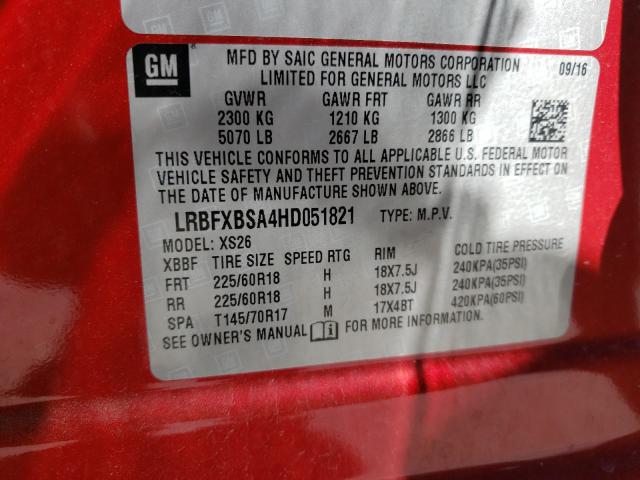 GM
MFD BY SAIC GENERAL MOTORS CORPORATION 09/16
LIMITED FOR GENERAL MOTORS LLC
GVWR GAWR FRT GAWR RR
2300 KG 1210 KG 1300 KG
5070 LB 2667 LB 2866 LB
THIS VEHICLE CONFORMS TO ALL APPLICABLE U.S. FEDERAL MOTOR
VEHICLE SAFETY AND THEFT PREVENTION STANDARDS IN EFFECT ON
THE DATE OF MANUFACTURE SHOWN ABOVE.
LRBFXBSA4HD051821 TYPE: M.P.V.
MODEL: XS26
XBBF TIRE SIZE SPEED RTG RIM COLD TIRE PRESSURE
FRT 225/60R18 H 18X7.5J 240KPA(35PSI)
RR 225/60R18 H 18X7.5J 240KPA(35PSI)
SPA T145/70R17 M 17X4BT 420KPA(60PSI)
SEE OWNER'S MANUAL FOR MORE INFORMATION.